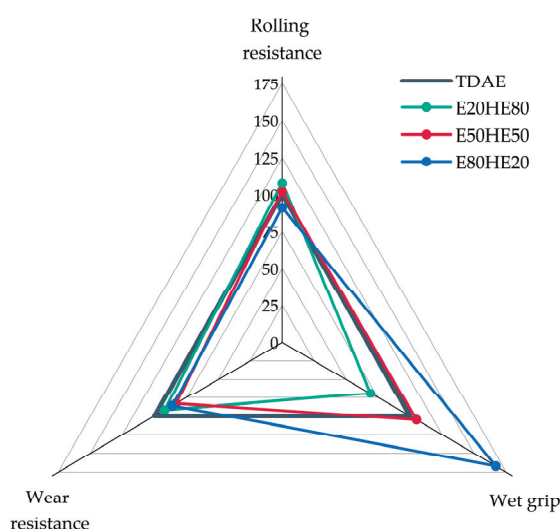 Rolling
resistance
175
150
125
100
75
50
25
0
TDAE
E20HE80
E50HE50
E80HE20
Wear
resistance
Wet grip